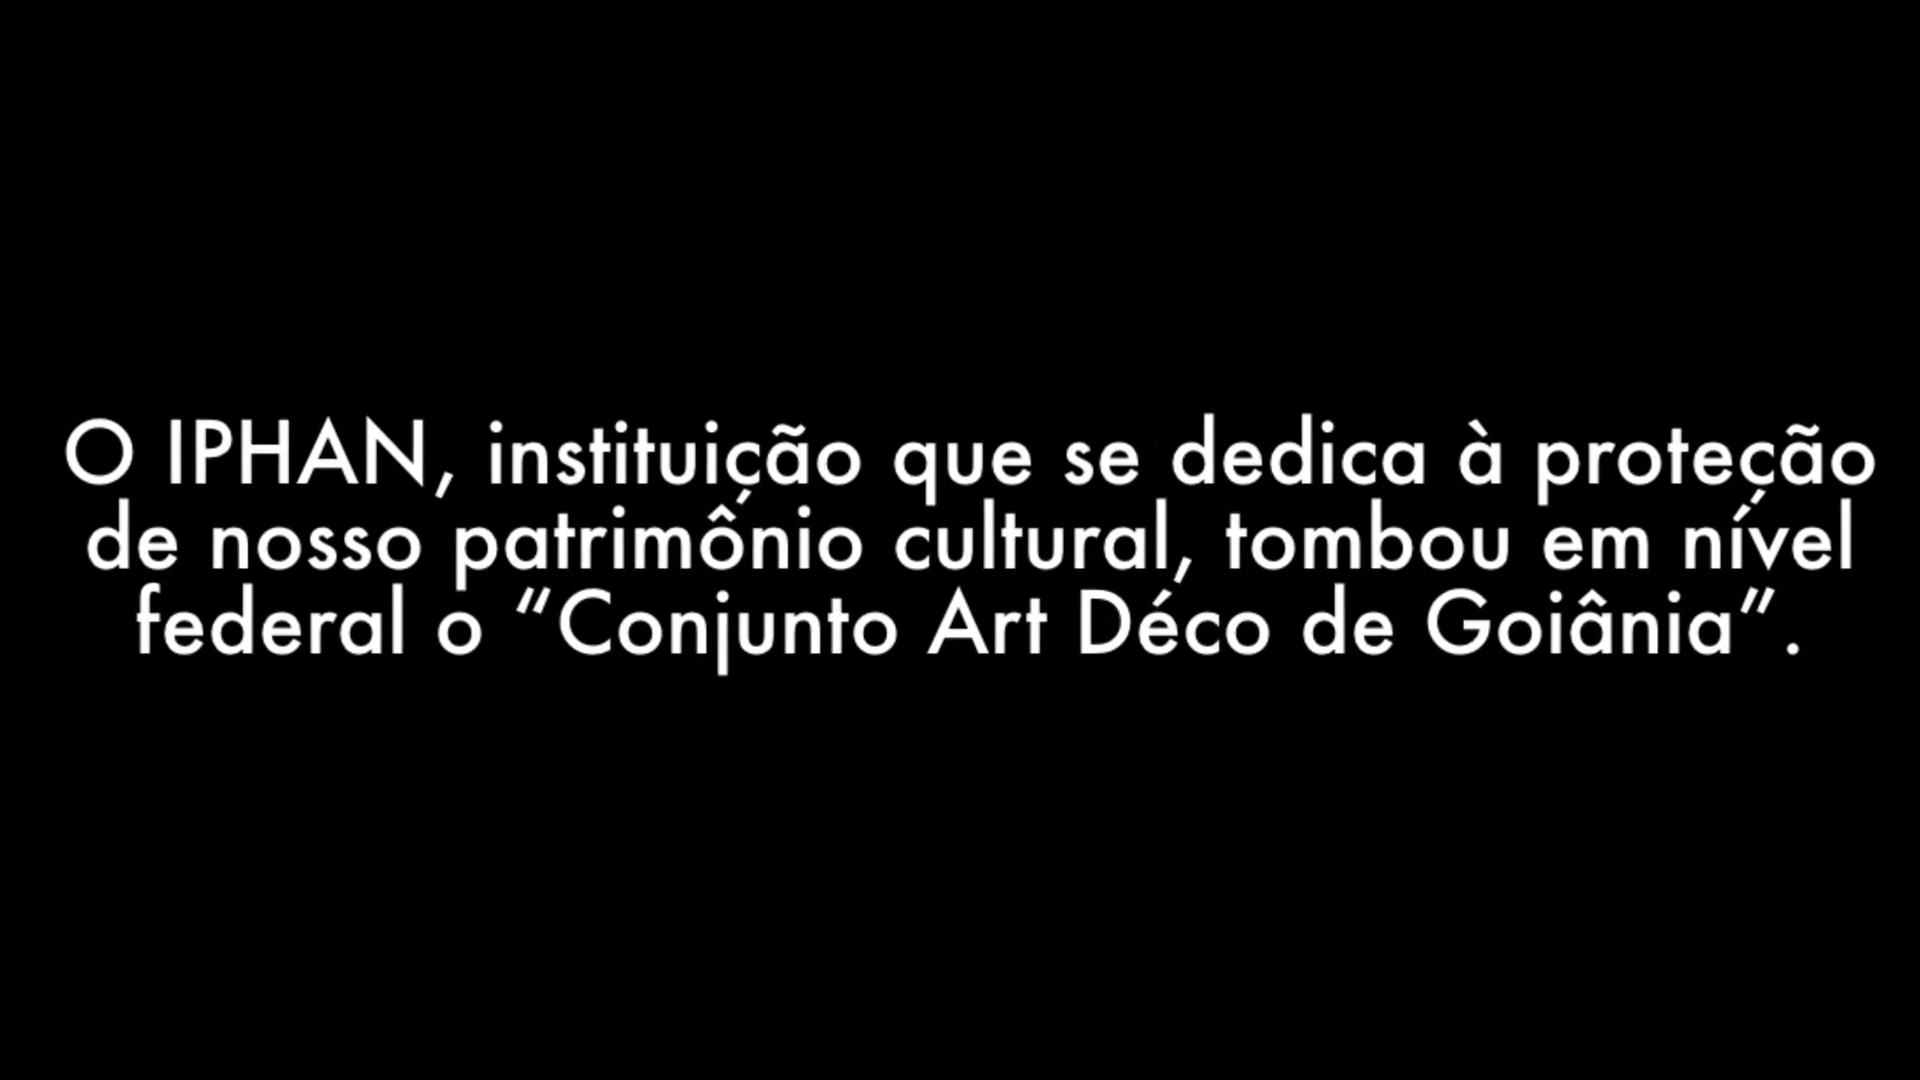 O IPHAN, instituição que se dedica à proteção
de nosso patrimônio cultural, tombou em nível
federal o “Conjunto Art Déco de Goiânia”.